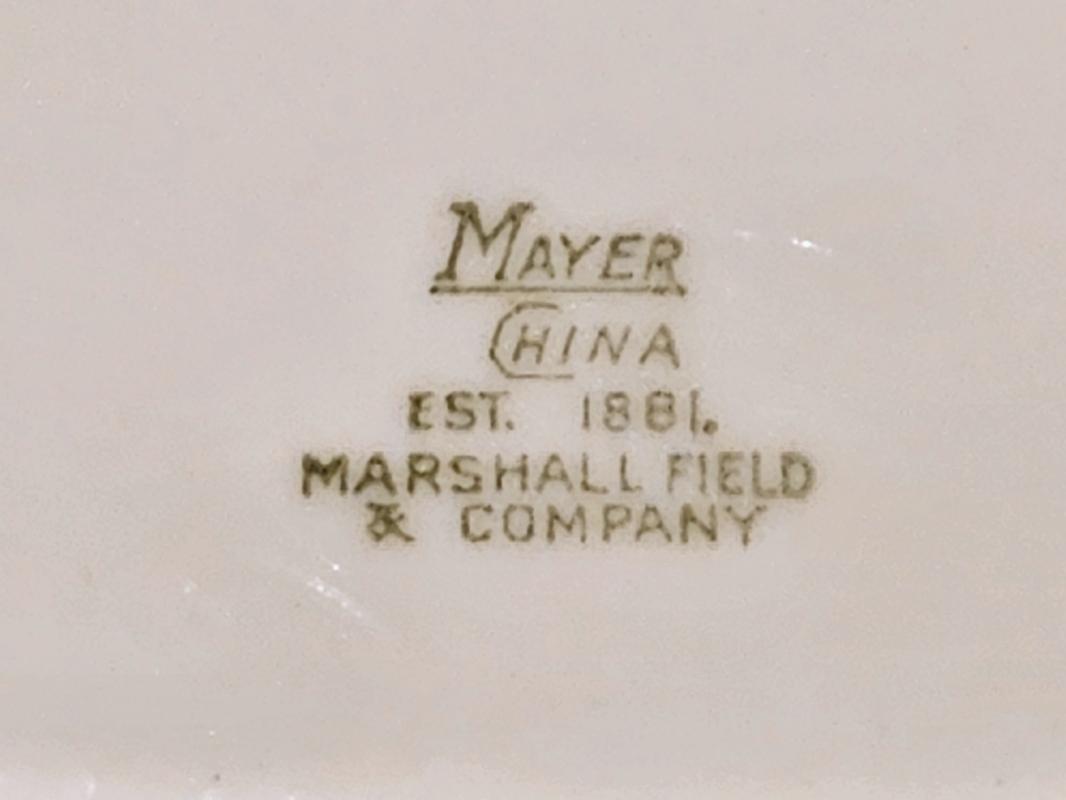 MAYER
CHINA
EST. 1881.
MARSHALL FIELD
& COMPANY